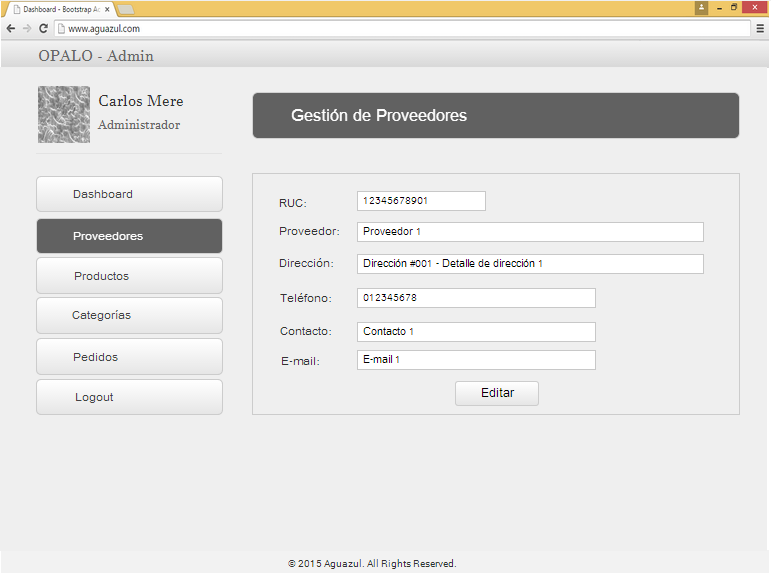 Dashboard - Bootstrap Ac
www.aguazul.com
OPALO - Admin
Carlos Mere
Administrador
Gestión de Proveedores
Dashboard
Proveedores
Productos
Categorías
Pedidos
Logout
RUC: 12345678901
Proveedor: Proveedor 1
Dirección: Dirección #001 - Detalle de dirección 1
Teléfono: 012345678
Contacto: Contacto 1
E-mail: E-mail 1
Editar
© 2015 Aguazul. All Rights Reserved.